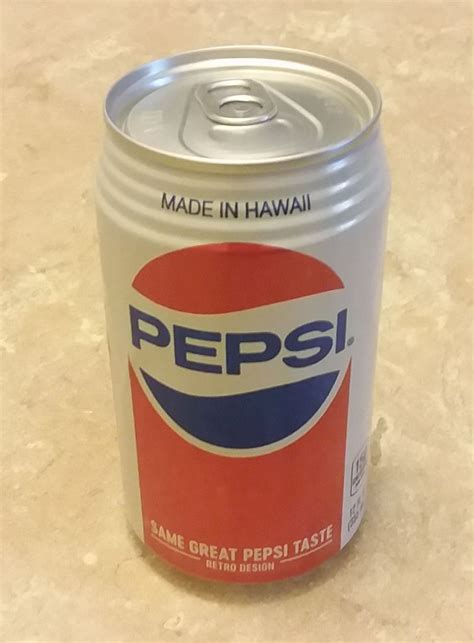 MADE IN HAWAII
PEPSI®
SAME GREAT PEPSI TASTE
RETRO DESIGN